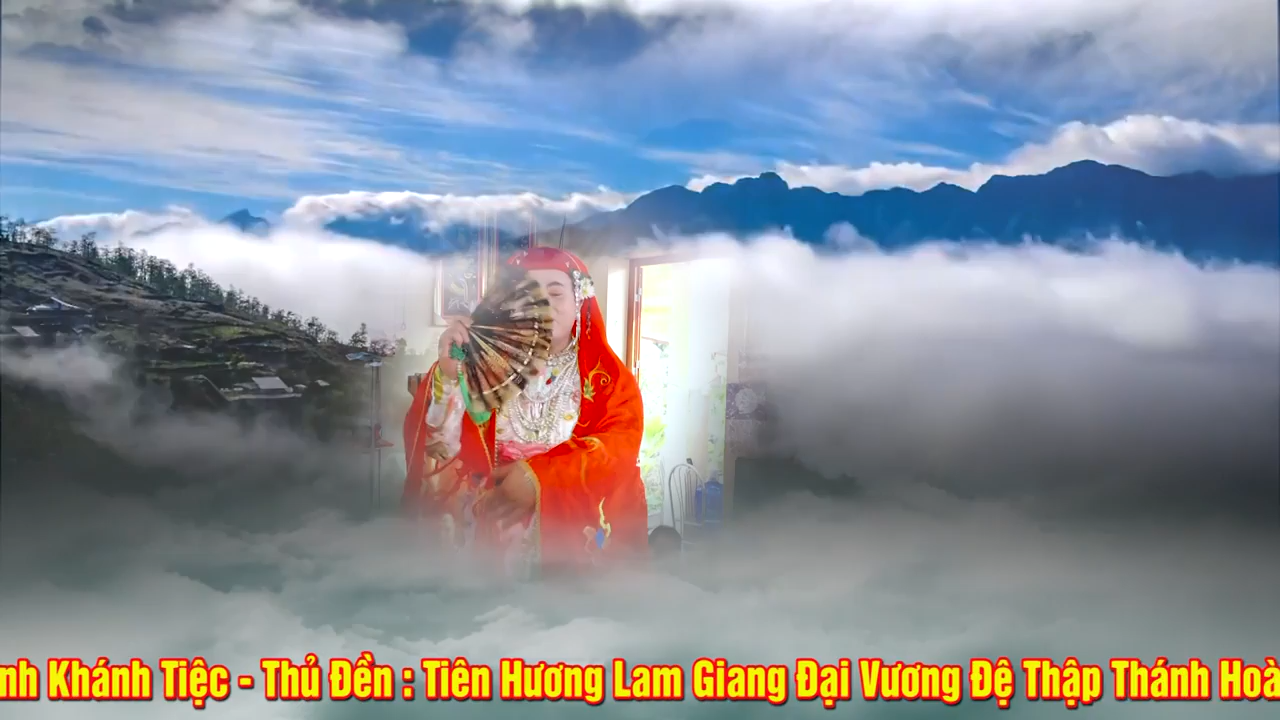 nh Khánh Tiệc - Thủ Đền : Tiên Hương Lam Giang Đại Vương Đệ Thập Thánh Hoà